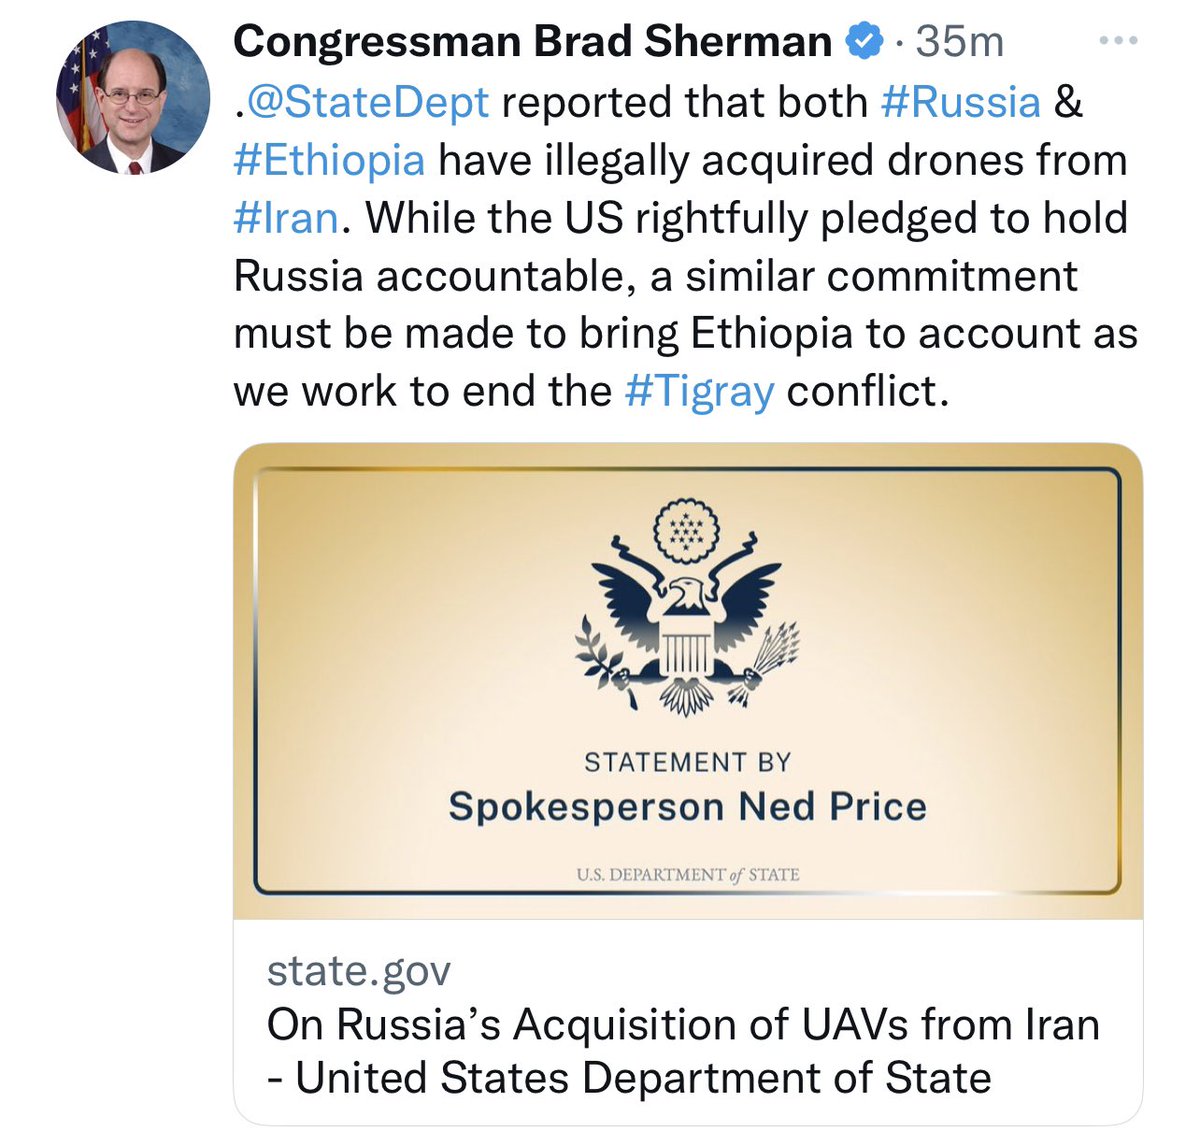 Congressman Brad Sherman · 35m
.@StateDept reported that both #Russia &
#Ethiopia have illegally acquired drones from
#Iran. While the US rightfully pledged to hold
Russia accountable, a similar commitment
must be made to bring Ethiopia to account as
we work to end the #Tigray conflict.
STATEMENT BY
Spokesperson Ned Price
U.S. DEPARTMENT of STATE
state.gov
On Russia’s Acquisition of UAVs from Iran
- United States Department of State